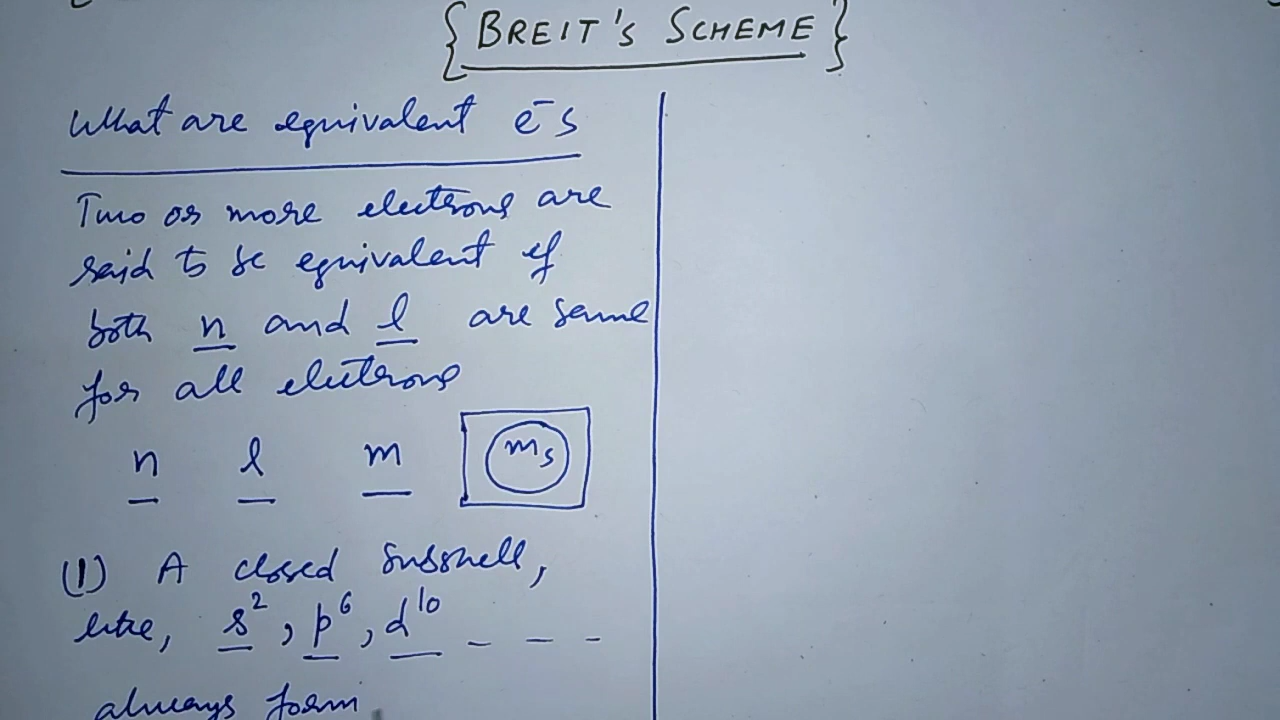 {BREIT's SCHEME}
What are equivalent e⁻s
Two or more electrons are
said to be equivalent if
both n and l are same
for all electrons
n l m ms
(1) A closed subshell,
like, s², p⁶, d¹⁰ - - -
always form